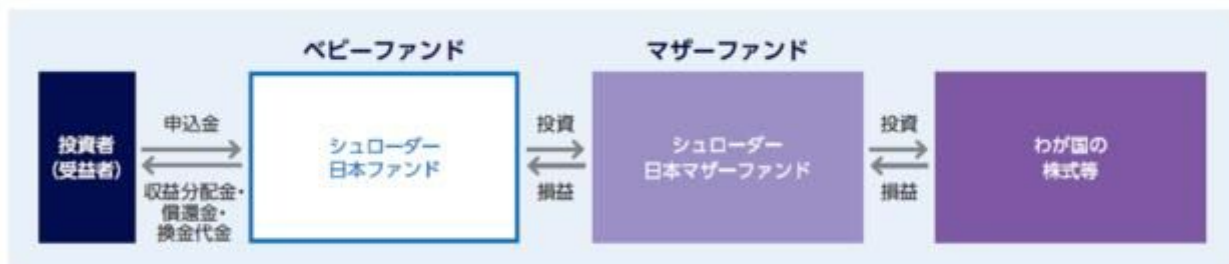 ベビーファンド
マザーファンド
投資者
(受益者)
申込金
収益分配金・
償還金・
換金代金
シュローダー
日本ファンド
投資
損益
シュローダー
日本マザーファンド
投資
損益
わが国の
株式等